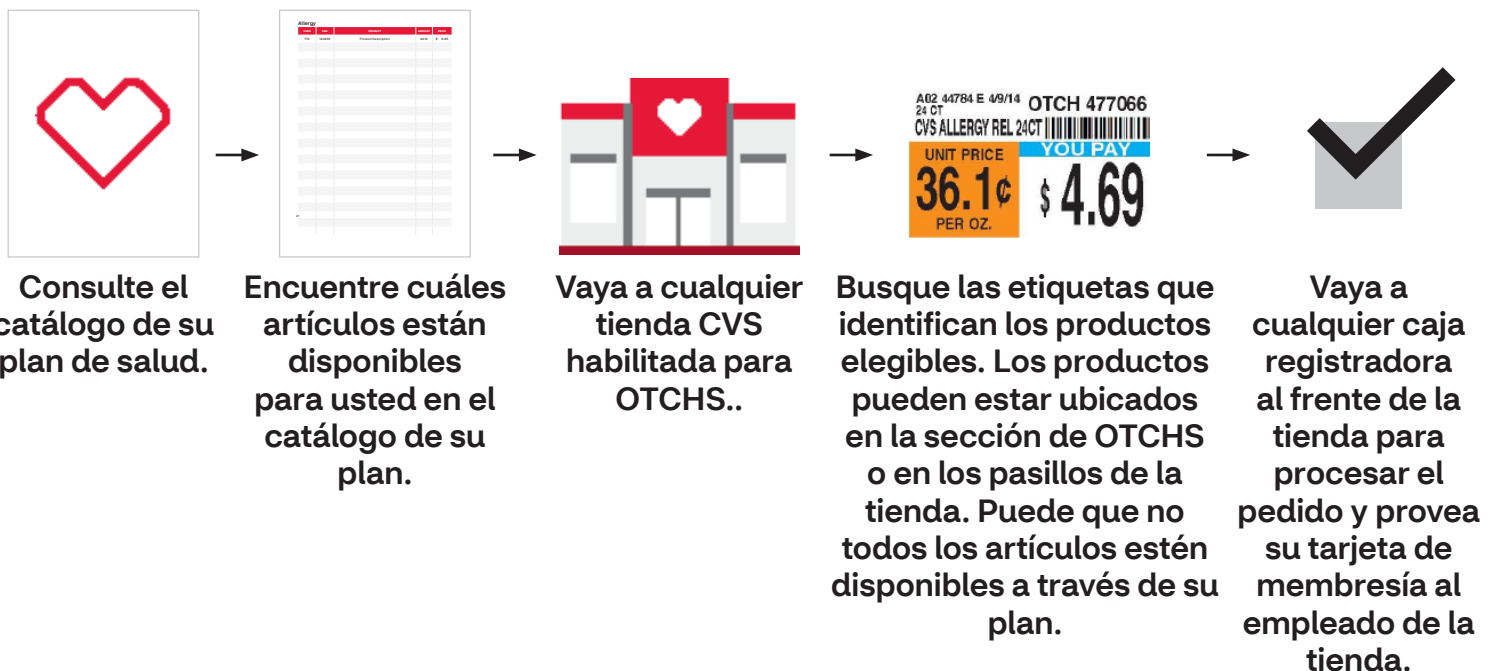 Allergy
Consulte el
catálogo de su
plan de salud.
Encuentre cuáles
artículos están
disponibles
para usted en el
catálogo de su
plan.
Vaya a cualquier
tienda CVS
habilitada para
OTCHS..
A02 44784 E 4/9/14 OTCH 477066
24 CT
CVS ALLERGY REL 24CT
UNIT PRICE
36.1¢
PER OZ.
YOU PAY
$ 4.69
Busque las etiquetas que
identifican los productos
elegibles. Los productos
pueden estar ubicados
en la sección de OTCHS
o en los pasillos de la
tienda. Puede que no
todos los artículos estén
disponibles a través de su
plan.
Vaya a
cualquier caja
registradora
al frente de la
tienda para
procesar el
pedido y provea
su tarjeta de
membresía al
empleado de la
tienda.